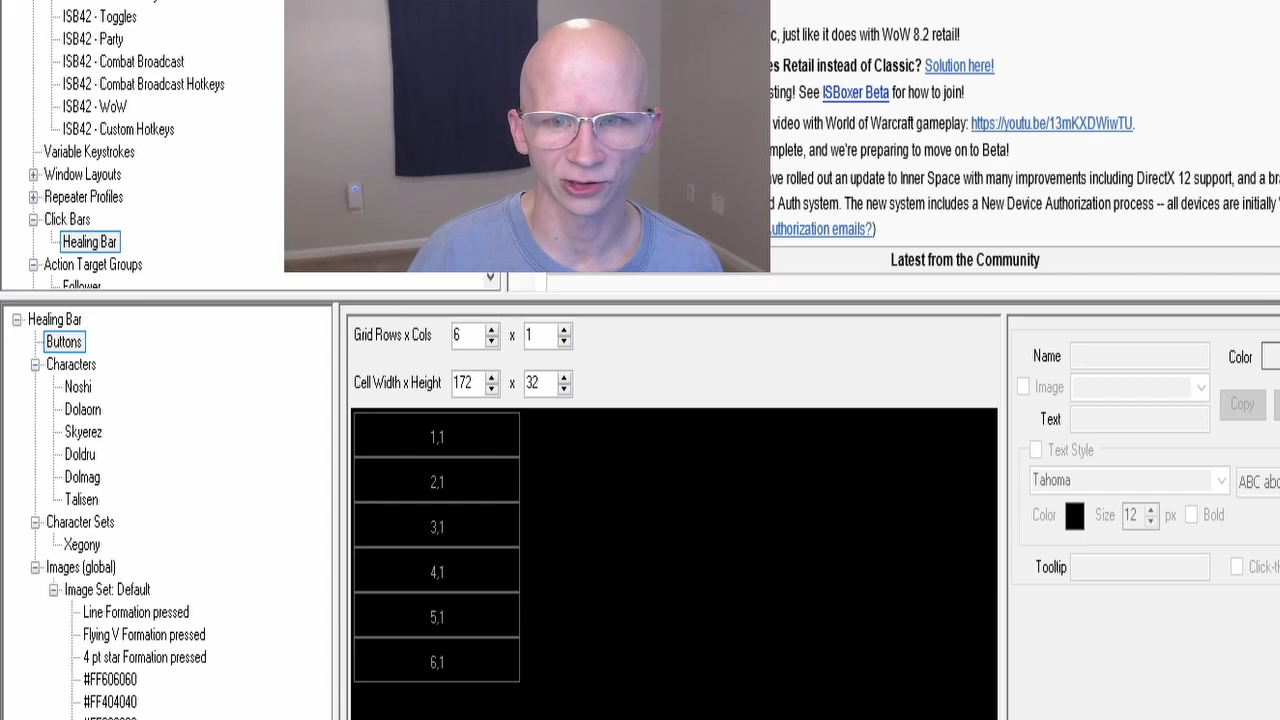 ISB42 - Toggles
ISB42 - Party
ISB42 - Combat Broadcast
ISB42 - Combat Broadcast Hotkeys
ISB42 - WoW
ISB42 - Custom Hotkeys
Variable Keystrokes
Window Layouts
Repeater Profiles
Click Bars
Healing Bar
Action Target Groups
Follower
c, just like it does with WoW 8.2 retail!
es Retail instead of Classic? Solution here!
sting! See ISBoxer Beta for how to join!
video with World of Warcraft gameplay: https://youtu.be/13mKXDWiwTU.
mplete, and we're preparing to move on to Beta!
ave rolled out an update to Inner Space with many improvements including DirectX 12 support, and a bra
d Auth system. The new system includes a New Device Authorization process -- all devices are initially
uthorization emails?)
Latest from the Community
Healing Bar
Buttons
Characters
Noshi
Dolaorn
Skyerez
Doldru
Dolmag
Talisen
Character Sets
Xegony
Images (global)
Image Set: Default
Line Formation pressed
Flying V Formation pressed
4 pt star Formation pressed
#FF606060
#FF404040
Grid Rows x Cols 6 x 1
Cell Width x Height 172 x 32
1,1
2,1
3,1
4,1
5,1
6,1
Name Color
Image
Copy
Text
Text Style
Tahoma ABC abc
Color Size 12 px Bold
Tooltip Click-th